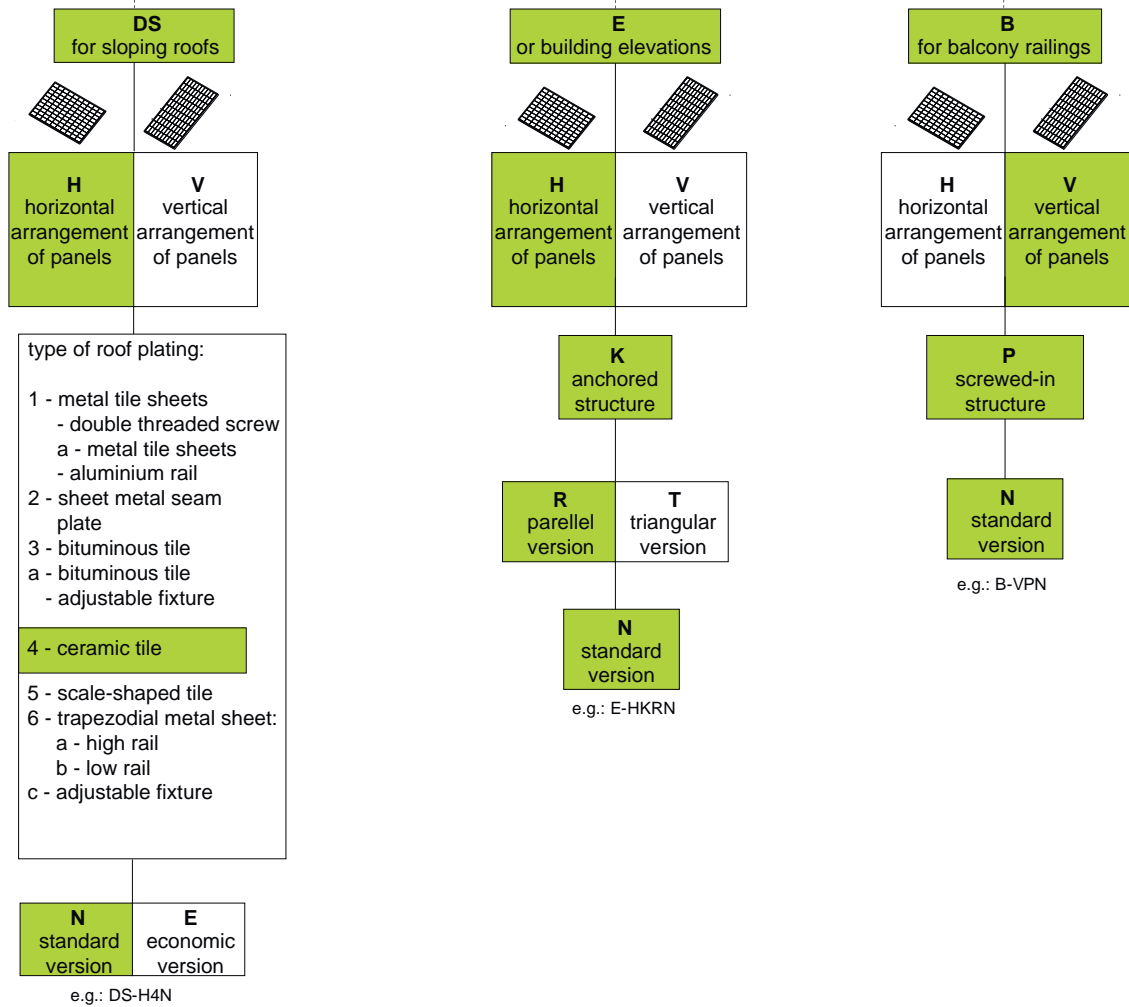 DS
for sloping roofs
H
horizontal
arrangement
of panels
V
vertical
arrangement
of panels
type of roof plating:
1 - metal tile sheets
- double threaded screw
a - metal tile sheets
- aluminium rail
2 - sheet metal seam
plate
3 - bituminous tile
a - bituminous tile
- adjustable fixture
4 - ceramic tile
5 - scale-shaped tile
6 - trapezodial metal sheet:
a - high rail
b - low rail
c - adjustable fixture
N
standard
version
E
economic
version
e.g.: DS-H4N
E
or building elevations
H
horizontal
arrangement
of panels
V
vertical
arrangement
of panels
K
anchored
structure
R
parellel
version
T
triangular
version
N
standard
version
e.g.: E-HKRN
B
for balcony railings
H
horizontal
arrangement
of panels
V
vertical
arrangement
of panels
P
screwed-in
structure
N
standard
version
e.g.: B-VPN